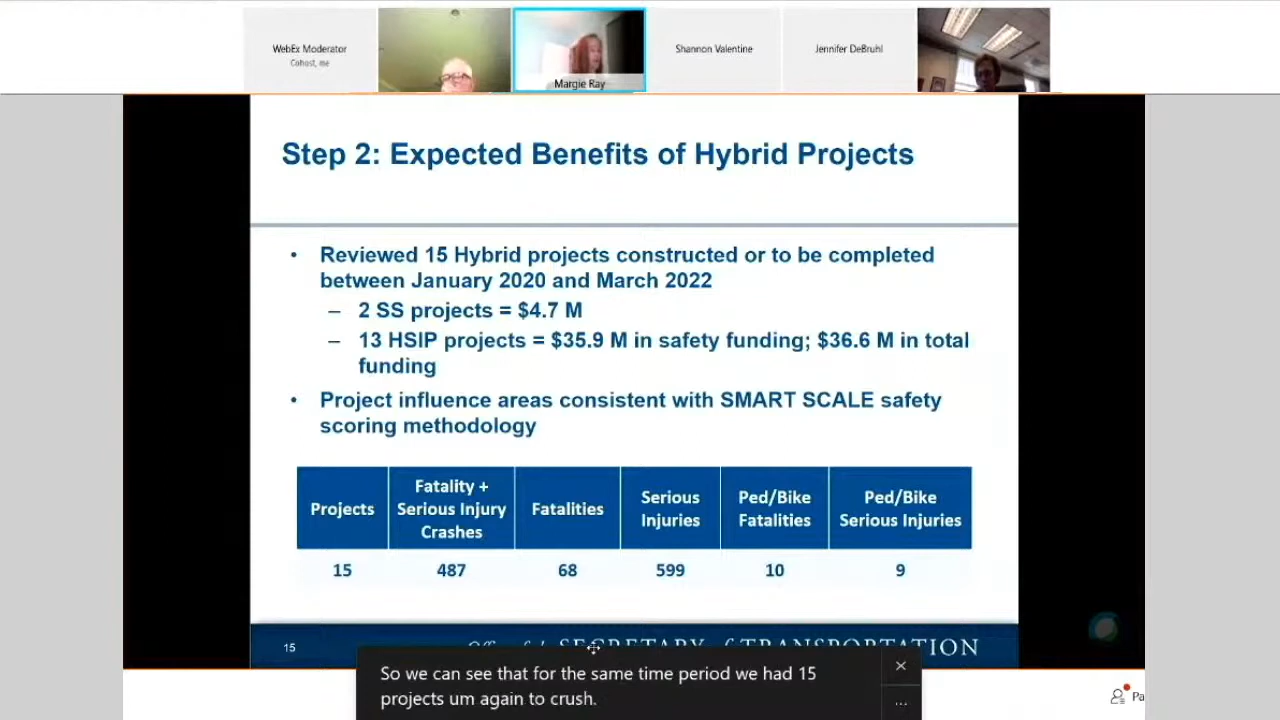 WebEx Moderator
Cohost, me
Margie Ray
Shannon Valentine
Jennifer DeBruhl
Step 2: Expected Benefits of Hybrid Projects
• Reviewed 15 Hybrid projects constructed or to be completed
between January 2020 and March 2022
– 2 SS projects = $4.7 M
– 13 HSIP projects = $35.9 M in safety funding; $36.6 M in total
funding
• Project influence areas consistent with SMART SCALE safety
scoring methodology
Projects
Fatality +
Serious Injury
Crashes
Fatalities
Serious
Injuries
Ped/Bike
Fatalities
Ped/Bike
Serious Injuries
15 487 68 599 10 9
15
SECRETARY of TRANSPORTATION
So we can see that for the same time period we had 15
projects um again to crush.
Pa